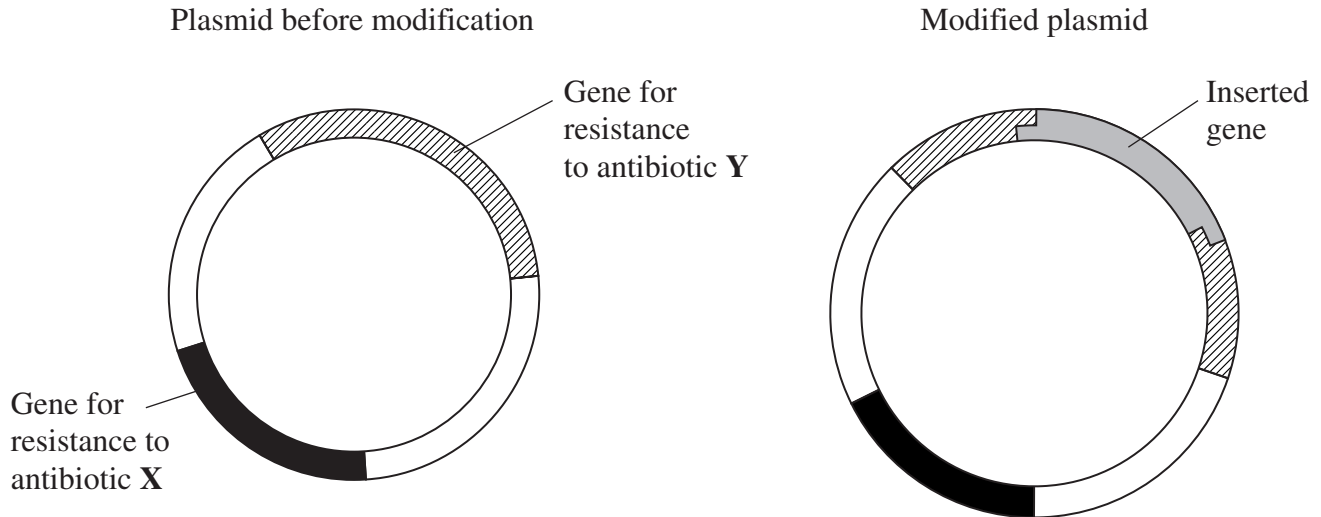 Plasmid before modification
Modified plasmid
Gene for
resistance
to antibiotic Y
Inserted
gene
Gene for
resistance to
antibiotic X